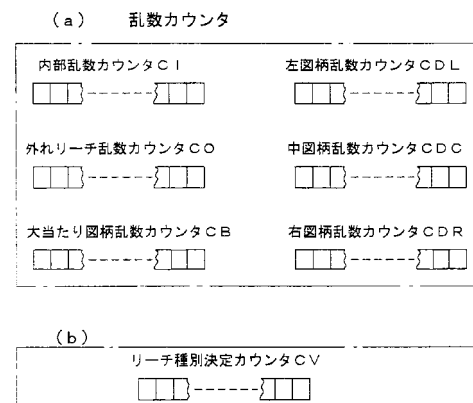 (a) 乱数カウンタ
内部乱数カウンタCI
左図柄乱数カウンタCDL
外れリーチ乱数カウンタCO
中図柄乱数カウンタCDC
大当たり図柄乱数カウンタCB
右図柄乱数カウンタCDR
(b)
リーチ種別決定カウンタCV